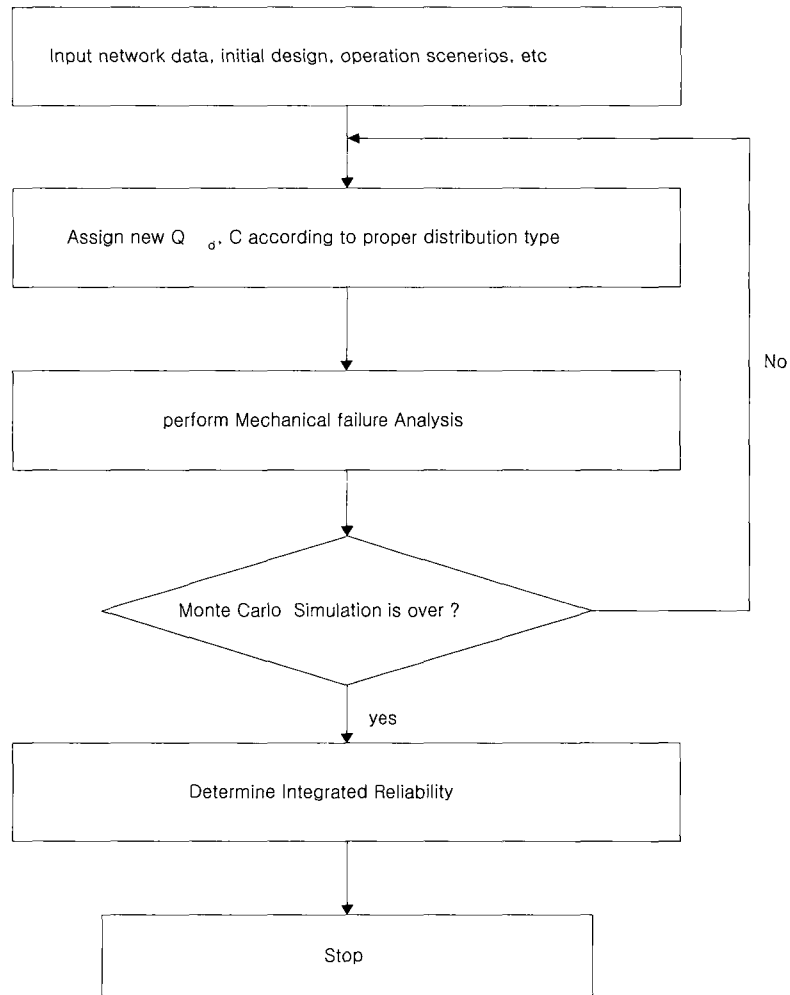 Input network data, initial design, operation scenerios, etc
Assign new Q d, C according to proper distribution type
perform Mechanical failure Analysis
No
Monte Carlo Simulation is over ?
yes
Determine Integrated Reliability
Stop